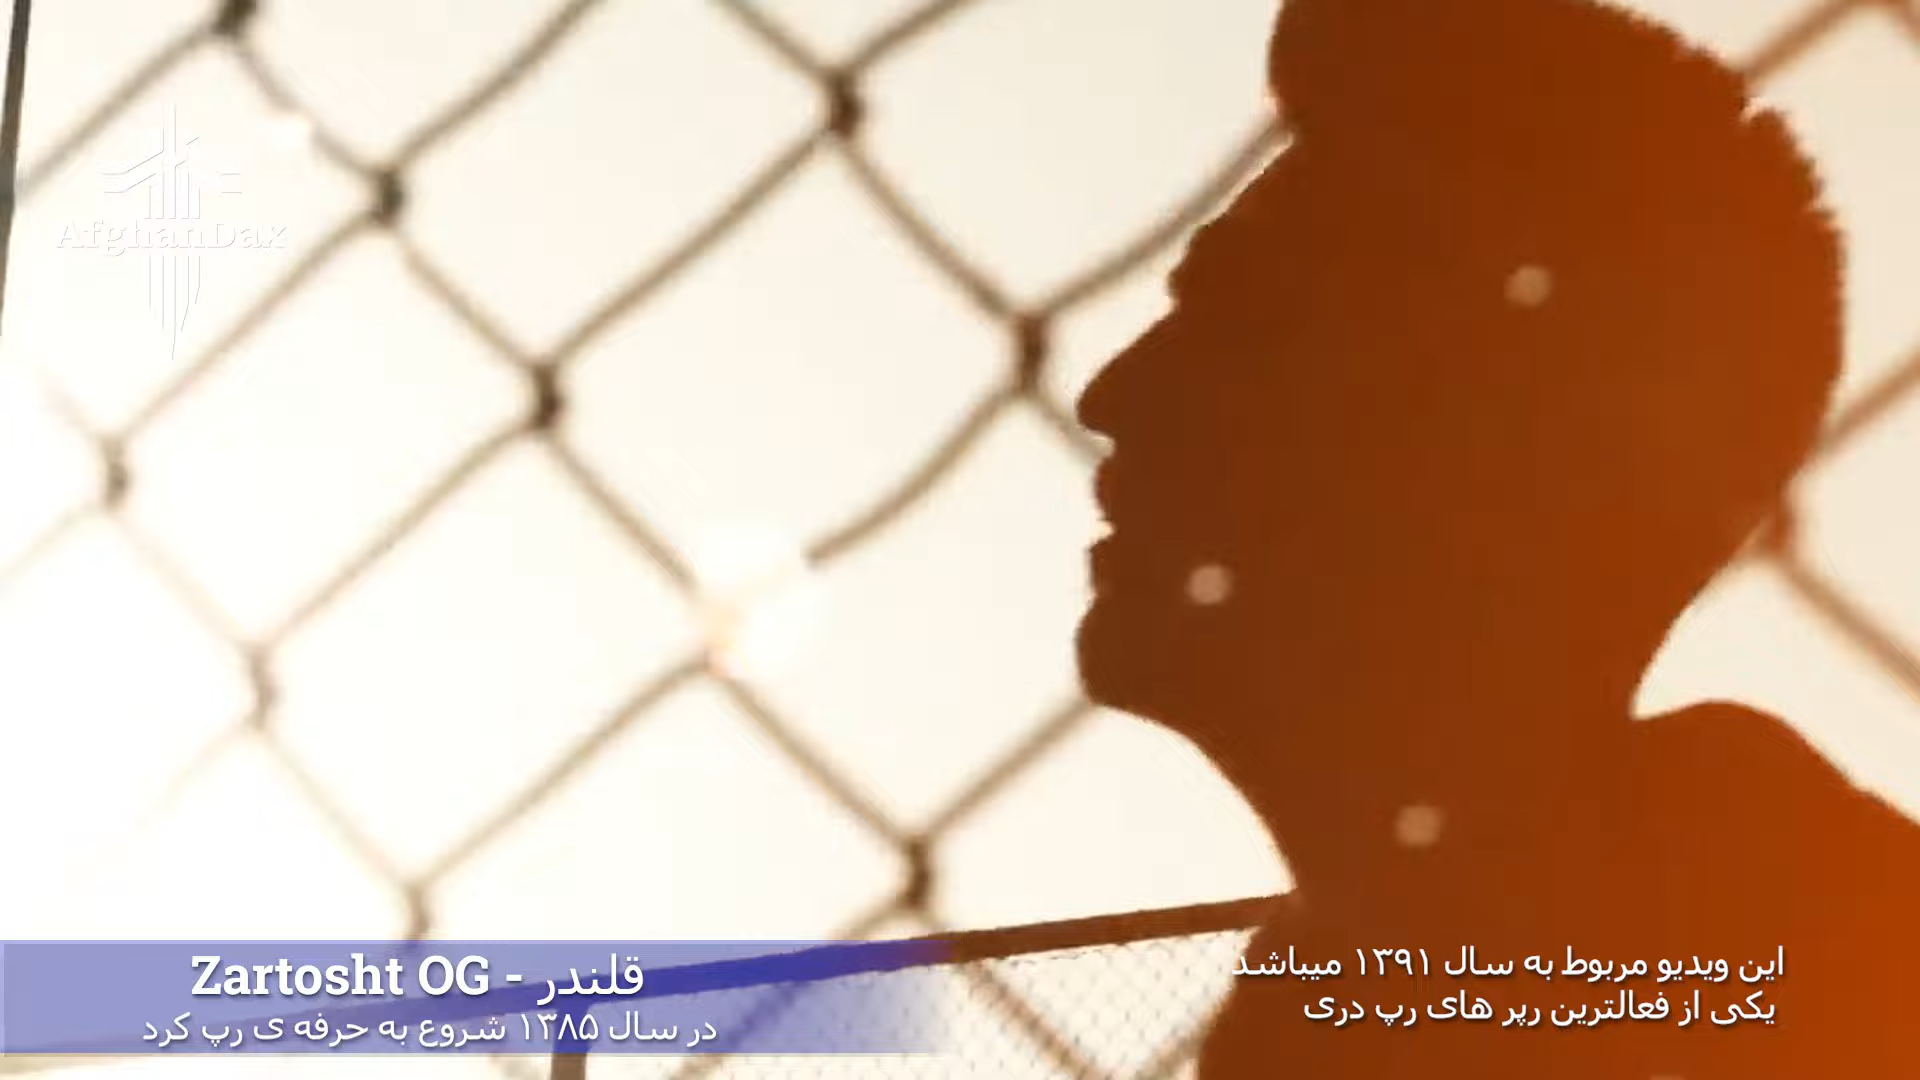 AfghanDax
Zartosht OG - قلندر
در سال ۱۳۸۵ شروع به حرفه ی رپ کرد
این ویدیو مربوط به سال ۱۳۹۱ میباشد
یکی از فعالترین رپر های رپ دری